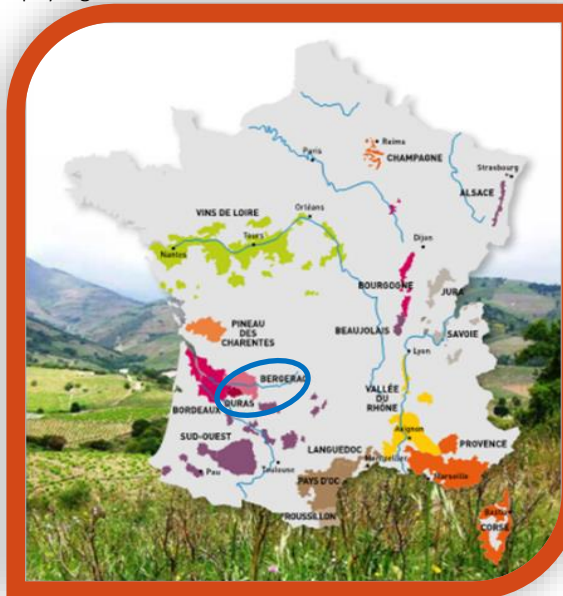 Reims
Paris
CHAMPAGNE
Strasbourg
ALSACE
VINS DE LOIRE
Orléans
Tours
Dijon
Nantes
BOURGOGNE
JURA
PINEAU
DES
CHARENTES
BEAUJOLAIS
SAVOIE
Lyon
BERGERAC
DURAS
BORDEAUX
VALLÉE
DU
RHÔNE
SUD-OUEST
Avignon
LANGUEDOC
PROVENCE
Montpellier
Toulouse
Pau
PAYS D'OC
Marseille
ROUSSILLON
Bastia
CORSE